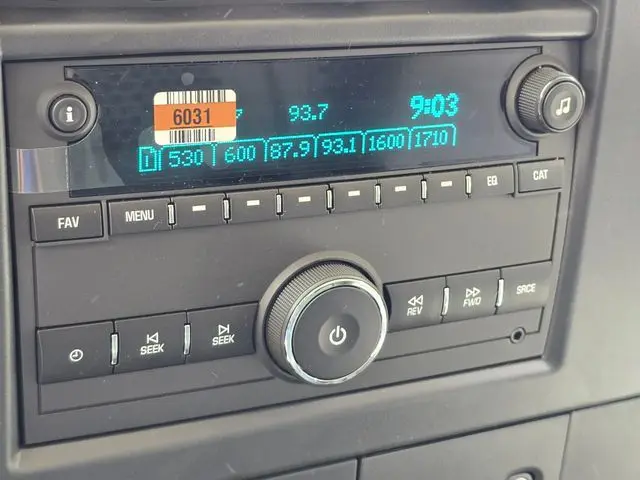 6031
7 93.7 9:03
1 530 600 87.9 93.1 1600 1710
i
FAV MENU EQ CAT
SEEK SEEK REV FWD SRCE